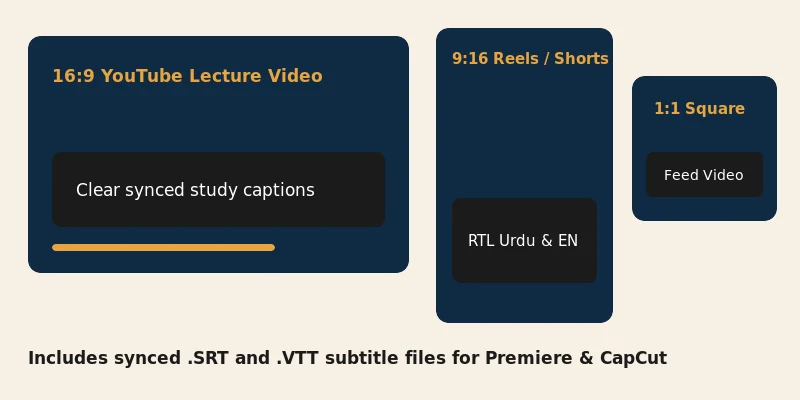 16:9 YouTube Lecture Video
Clear synced study captions
9:16 Reels / Shorts
RTL Urdu & EN
1:1 Square
Feed Video
Includes synced .SRT and .VTT subtitle files for Premiere & CapCut